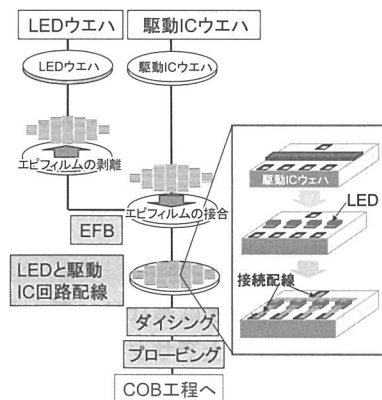 LEDウエハ
駆動ICウエハ
LEDウエハ
駆動ICウエハ
エピフィルムの剥離
エピフィルムの接合
EFB
LEDと駆動
IC回路配線
ダイシング
プロービング
COB工程へ
駆動ICウェハ
LED
接続配線